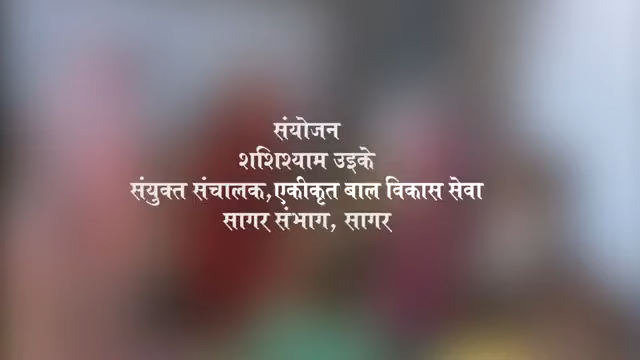 संयोजन
शशिश्याम उइके
संयुक्त संचालक,एकीकृत बाल विकास सेवा
सागर संभाग, सागर